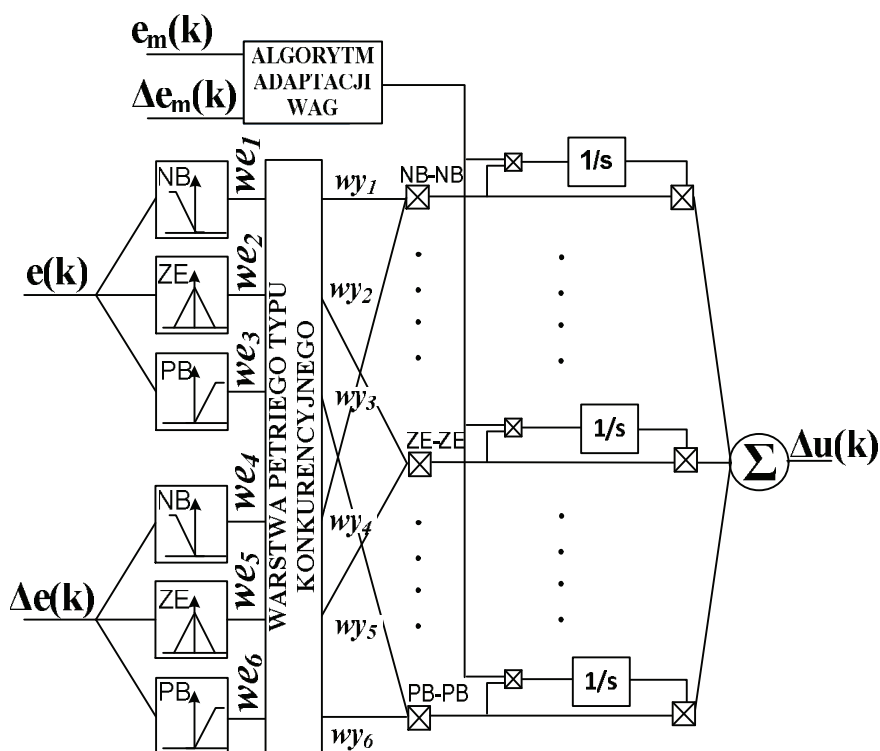 e_m(k)
Δe_m(k)
ALGORYTM
ADAPTACJI
WAG
NB
we_1
ZE
we_2
PB
we_3
e(k)
NB
we_4
ZE
we_5
PB
we_6
Δe(k)
WARSTWA PETRIEGO TYPU
KONKURENCYJNEGO
wy_1
wy_2
wy_3
wy_4
wy_5
wy_6
NB-NB
1/s
ZE-ZE
1/s
PB-PB
1/s
Σ
Δu(k)